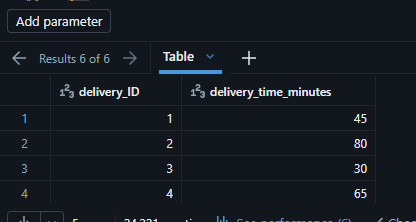 Add parameter
Results 6 of 6
Table
delivery_ID delivery_time_minutes
1 1 45
2 2 80
3 3 30
4 4 65